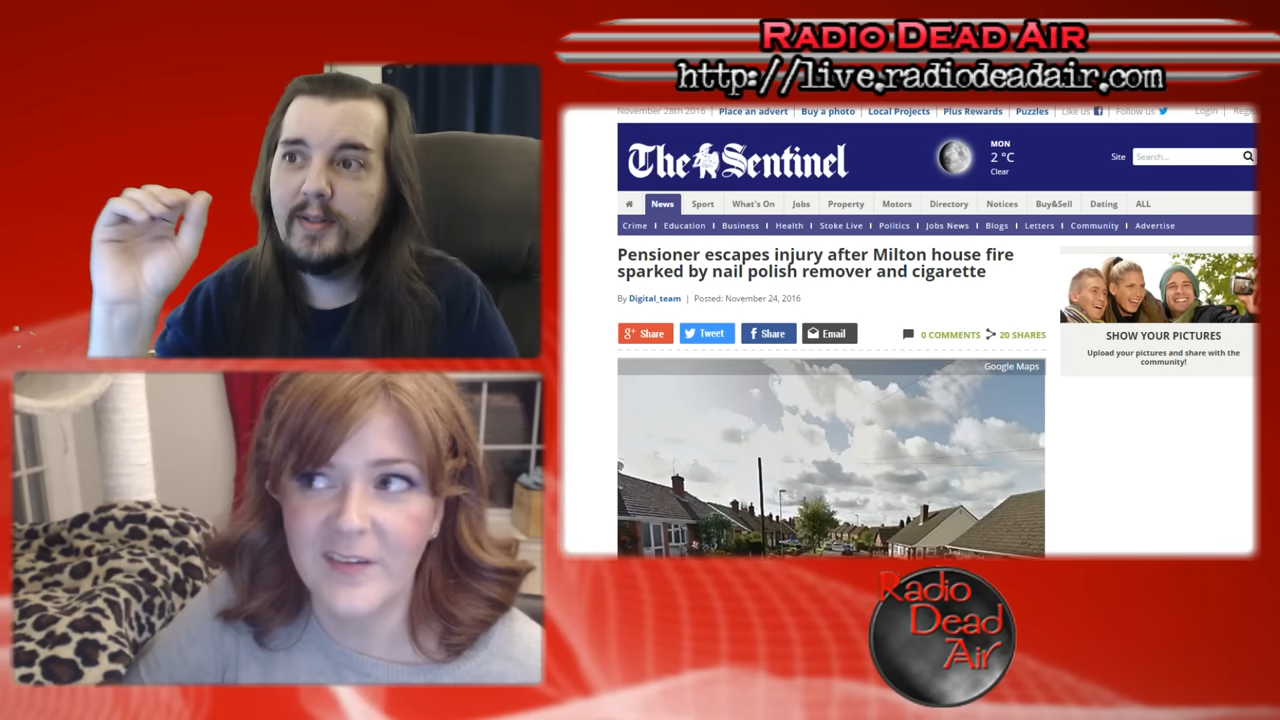 Radio Dead Air
http://live.radiodeadair.com
November 28th 2016 | Place an advert | Buy a photo | Local Projects | Plus Rewards | Puzzles | Like us | Follow us Login
The Sentinel
MON
2 °C
Clear
Site Search...
News Sport What's On Jobs Property Motors Directory Notices Buy&Sell Dating ALL
Crime Education Business Health Stoke Live Politics Jobs News Blogs Letters Community Advertise
Pensioner escapes injury after Milton house fire
sparked by nail polish remover and cigarette
By Digital_team | Posted: November 24, 2016
g+ Share Tweet f Share Email 0 COMMENTS 20 SHARES
Google Maps
SHOW YOUR PICTURES
Upload your pictures and share with the
community!
Radio
Dead
Air